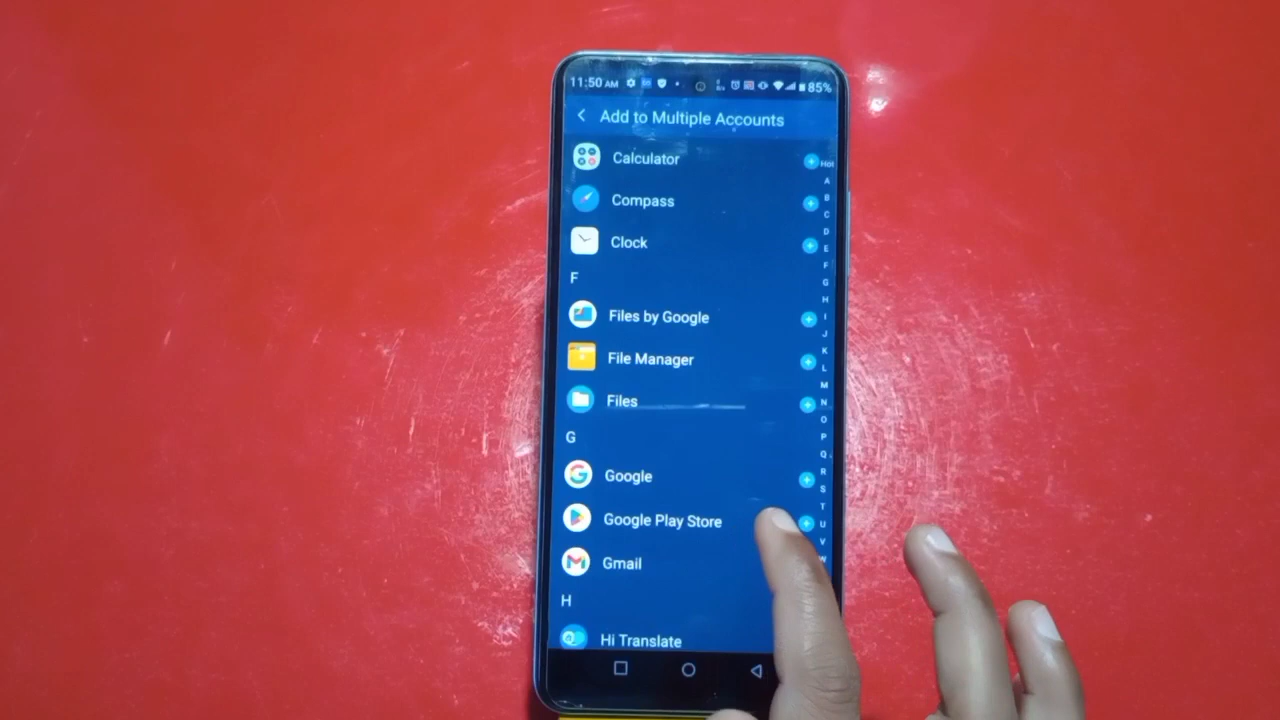 11:50 AM 85%
Add to Multiple Accounts
Calculator
Compass
Clock
F
Files by Google
File Manager
Files
G
Google
Google Play Store
Gmail
H
Hi Translate
Hot
A
B
C
D
E
F
G
H
I
J
K
L
M
N
O
P
Q
R
S
T
U
V
W